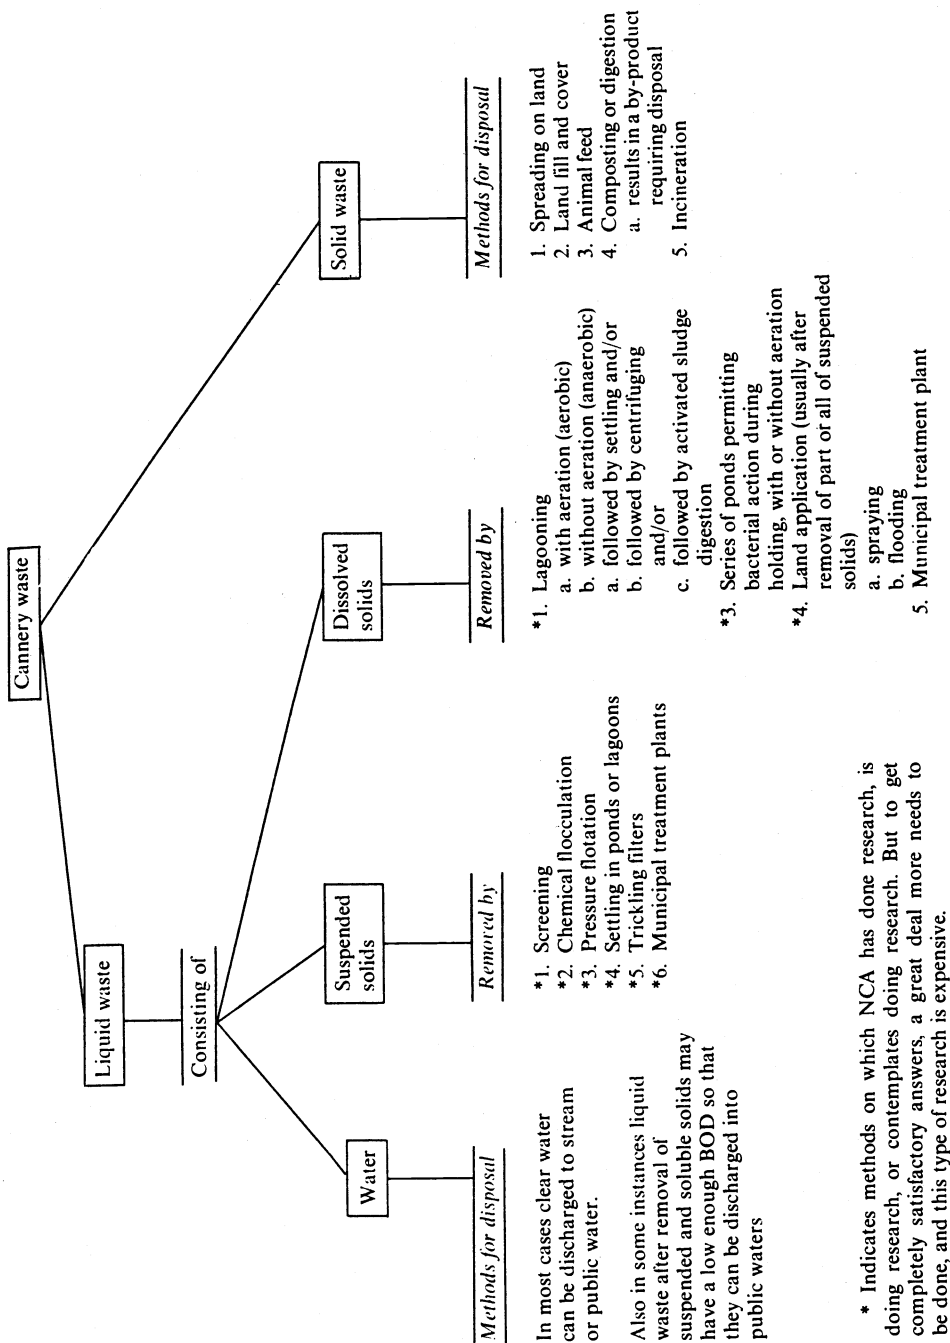 Cannery waste
Liquid waste
Consisting of
Water
Methods for disposal
In most cases clear water
can be discharged to stream
or public water.
Also in some instances liquid
waste after removal of
suspended and soluble solids may
have a low enough BOD so that
they can be discharged into
public waters
Suspended
solids
Removed by
*1. Screening
*2. Chemical flocculation
*3. Pressure flotation
*4. Settling in ponds or lagoons
*5. Trickling filters
*6. Municipal treatment plants
Dissolved
solids
Removed by
*1. Lagooning
a. with aeration (aerobic)
b. without aeration (anaerobic)
a. followed by settling and/or
b. followed by centrifuging
and/or
c. followed by activated sludge
digestion
*3. Series of ponds permitting
bacterial action during
holding, with or without aeration
*4. Land application (usually after
removal of part or all of suspended
solids)
a. spraying
b. flooding
5. Municipal treatment plant
Solid waste
Methods for disposal
1. Spreading on land
2. Land fill and cover
3. Animal feed
4. Composting or digestion
a. results in a by-product
requiring disposal
5. Incineration
* Indicates methods on which NCA has done research, is
doing research, or contemplates doing research. But to get
completely satisfactory answers, a great deal more needs to
be done, and this type of research is expensive.